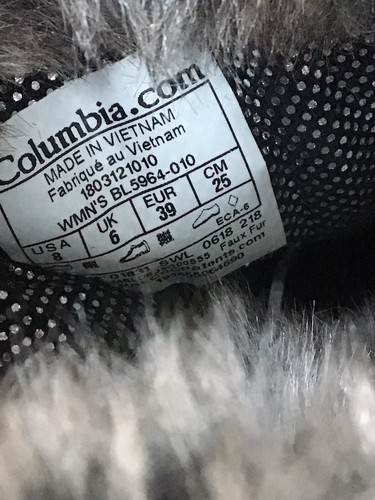 Columbia.com
MADE IN VIETNAM
Fabriqué au Vietnam
1803121010
WMN'S BL5964-010
USA UK EUR CM
8 6 39 25
ECA-6
SWL 0618 218
Faux Fur